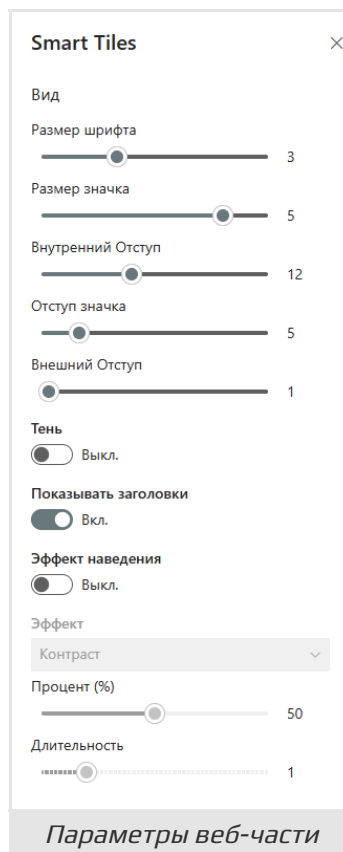 Smart Tiles
Вид
Размер шрифта
3
Размер значка
5
Внутренний Отступ
12
Отступ значка
5
Внешний Отступ
1
Тень
Выкл.
Показывать заголовки
Вкл.
Эффект наведения
Выкл.
Эффект
Контраст
Процент (%)
50
Длительность
1
Параметры веб-части